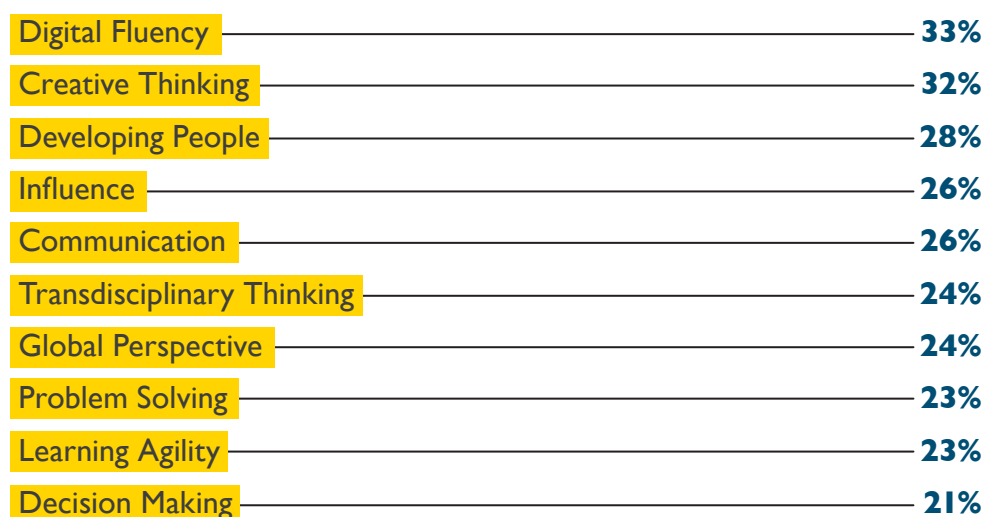 Digital Fluency 33%
Creative Thinking 32%
Developing People 28%
Influence 26%
Communication 26%
Transdisciplinary Thinking 24%
Global Perspective 24%
Problem Solving 23%
Learning Agility 23%
Decision Making 21%